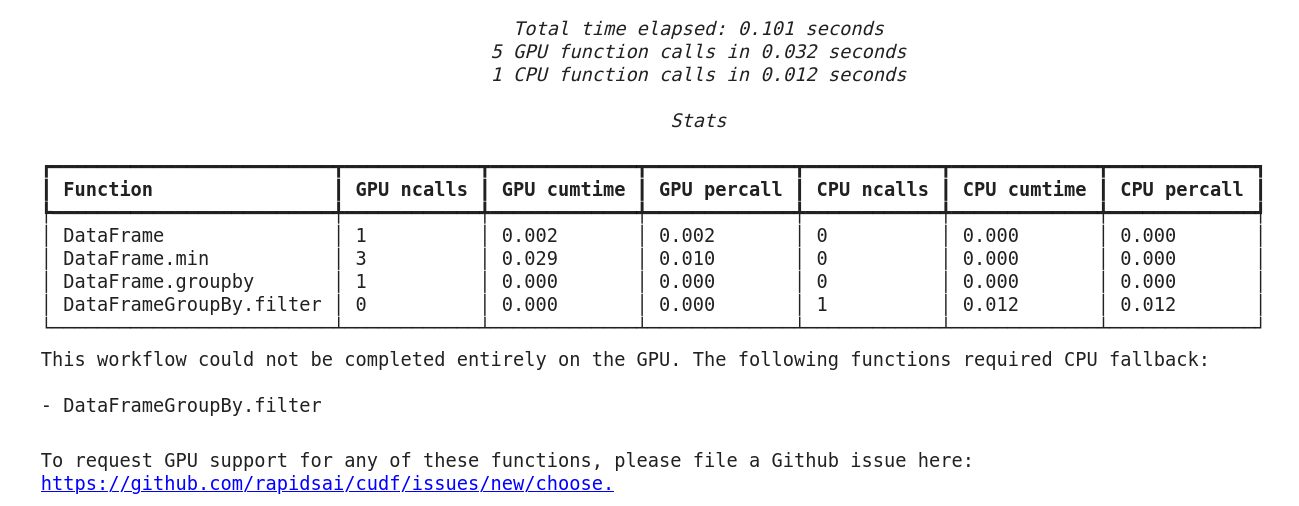 Total time elapsed: 0.101 seconds
5 GPU function calls in 0.032 seconds
1 CPU function calls in 0.012 seconds
Stats
Function GPU ncalls GPU cumtime GPU percall CPU ncalls CPU cumtime CPU percall
DataFrame 1 0.002 0.002 0 0.000 0.000
DataFrame.min 3 0.029 0.010 0 0.000 0.000
DataFrame.groupby 1 0.000 0.000 0 0.000 0.000
DataFrameGroupBy.filter 0 0.000 0.000 1 0.012 0.012
This workflow could not be completed entirely on the GPU. The following functions required CPU fallback:
- DataFrameGroupBy.filter
To request GPU support for any of these functions, please file a Github issue here:
https://github.com/rapidsai/cudf/issues/new/choose.